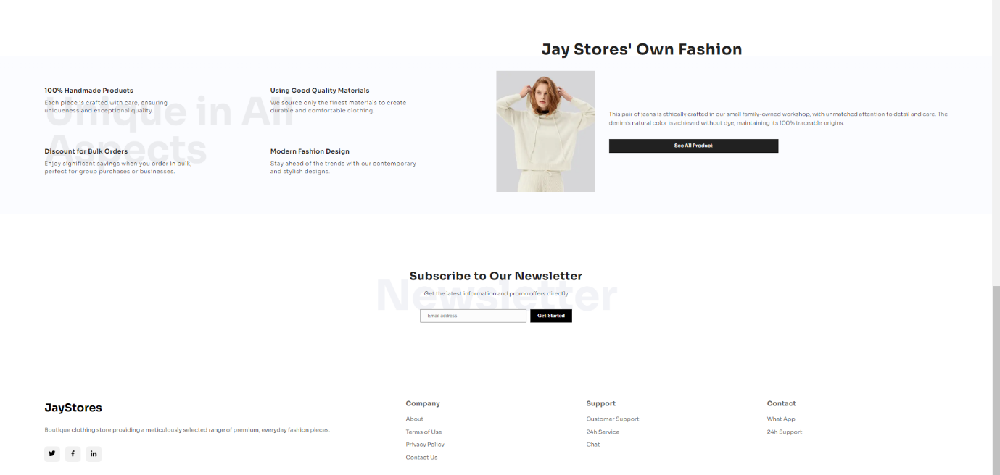 Jay Stores' Own Fashion
Unique in All
Aspects
100% Handmade Products
Each piece is crafted with care, ensuring
uniqueness and exceptional quality.
Using Good Quality Materials
We source only the finest materials to create
durable and comfortable clothing.
Discount for Bulk Orders
Enjoy significant savings when you order in bulk,
perfect for group purchases or businesses.
Modern Fashion Design
Stay ahead of the trends with our contemporary
and stylish designs.
This pair of jeans is ethically crafted in our small family-owned workshop, with unmatched attention to detail and care. The
denim's natural color is achieved without dye, maintaining its 100% traceable origins.
See All Product
Newsletter
Subscribe to Our Newsletter
Get the latest information and promo offers directly
Email address
Get Started
JayStores
Boutique clothing store providing a meticulously selected range of premium, everyday fashion pieces.
Company
About
Terms of Use
Privacy Policy
Contact Us
Support
Customer Support
24h Service
Chat
Contact
What App
24h Support